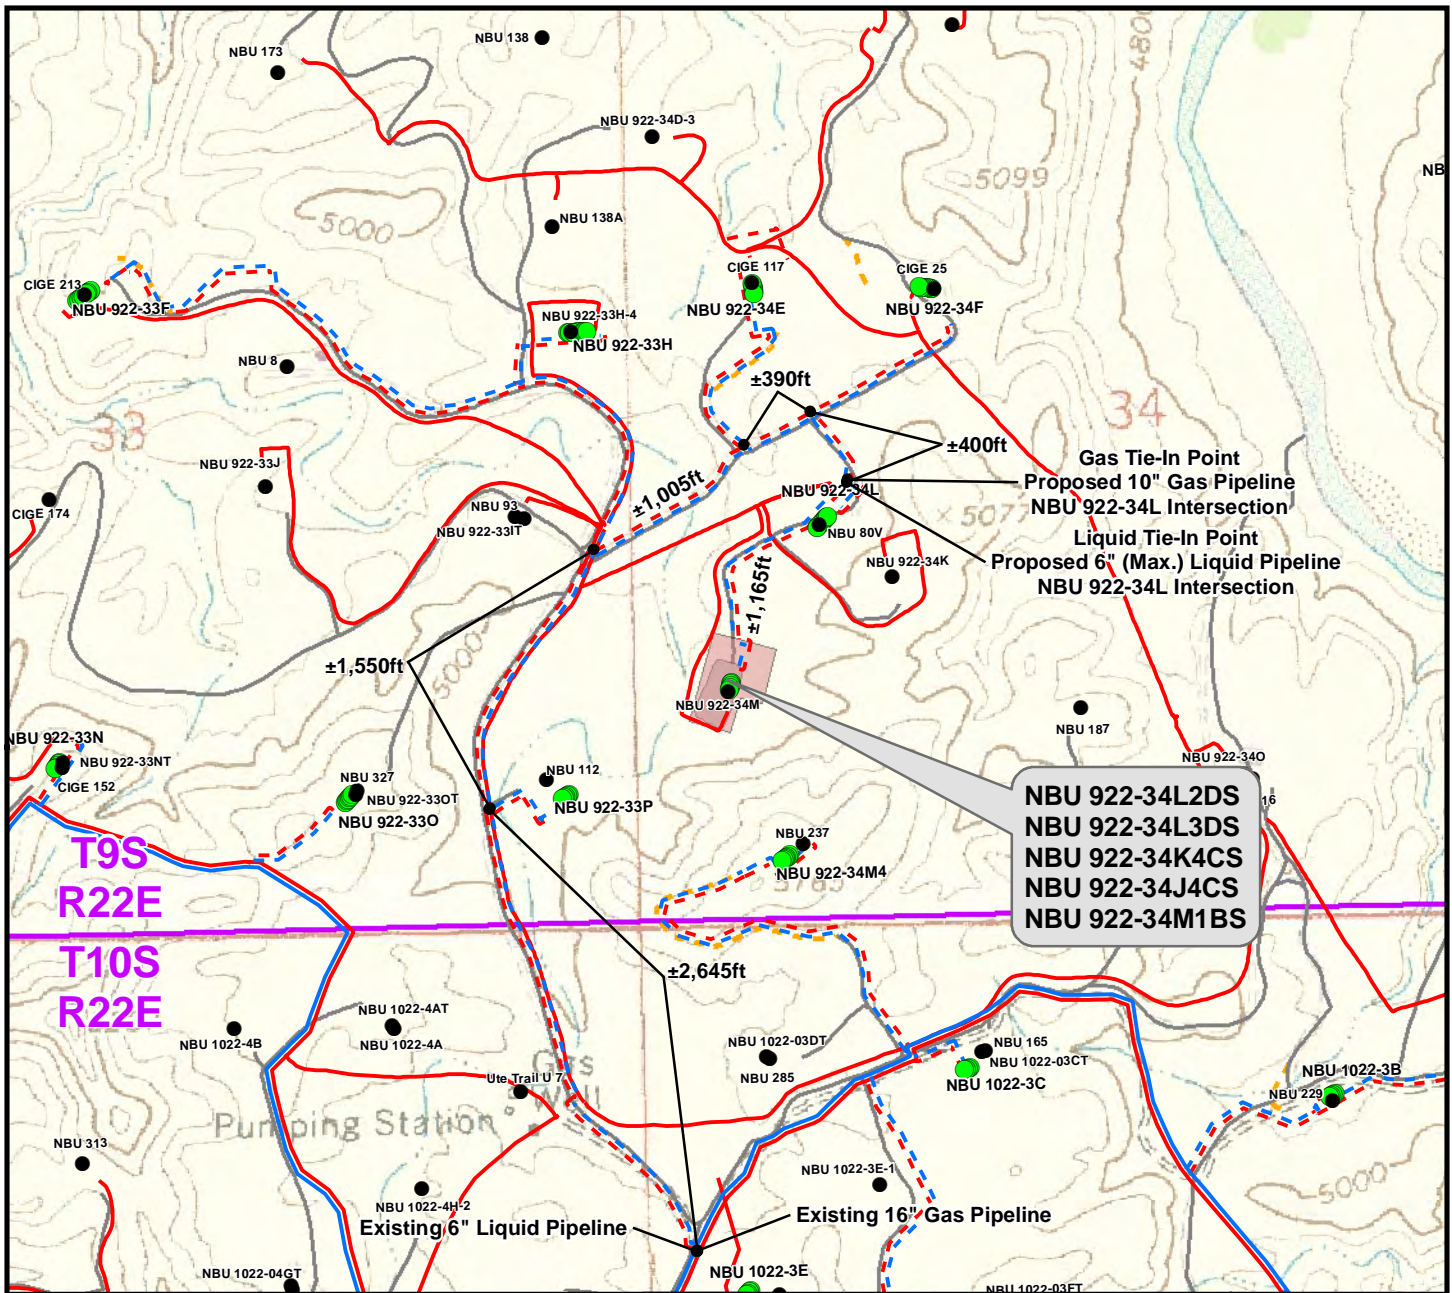 NBU 138
NBU 173
4800
NBU 922-34D-3
5099
NB
5000
NBU 138A
CIGE 213
NBU 922-33F
CIGE 117
NBU 922-34E
CIGE 25
NBU 922-34F
NBU 922-33H-4
NBU 922-33H
NBU 8
±390ft
33
34
±400ft
NBU 922-33J
Gas Tie-In Point
Proposed 10" Gas Pipeline
NBU 922-34L Intersection
±1,005ft
NBU 922-34L
CIGE 174
NBU 93
NBU 922-33IT
NBU 80V
Liquid Tie-In Point
Proposed 6" (Max.) Liquid Pipeline
NBU 922-34L Intersection
NBU 922-34K
±1,165ft
±1,550ft
5000
NBU 922-34M
NBU 187
NBU 922-33N
NBU 922-33NT
CIGE 152
NBU 922-34O
16
NBU 327
NBU 922-33OT
NBU 922-33O
NBU 112
NBU 922-33P
NBU 922-34L2DS
NBU 922-34L3DS
NBU 922-34K4CS
NBU 922-34J4CS
NBU 922-34M1BS
NBU 237
NBU 922-34M4
T9S
R22E
T10S
R22E
±2,645ft
NBU 1022-4AT
NBU 1022-4A
NBU 1022-4B
NBU 1022-03DT
NBU 285
NBU 165
NBU 1022-03CT
NBU 1022-3C
NBU 1022-3B
NBU 229
Gas
Well
Ute Trail U 7
Pumping Station
NBU 313
NBU 1022-3E-1
NBU 1022-4H-2
5000
Existing 6" Liquid Pipeline
Existing 16" Gas Pipeline
NBU 1022-04GT
NBU 1022-3E
NBU 1022-03FT